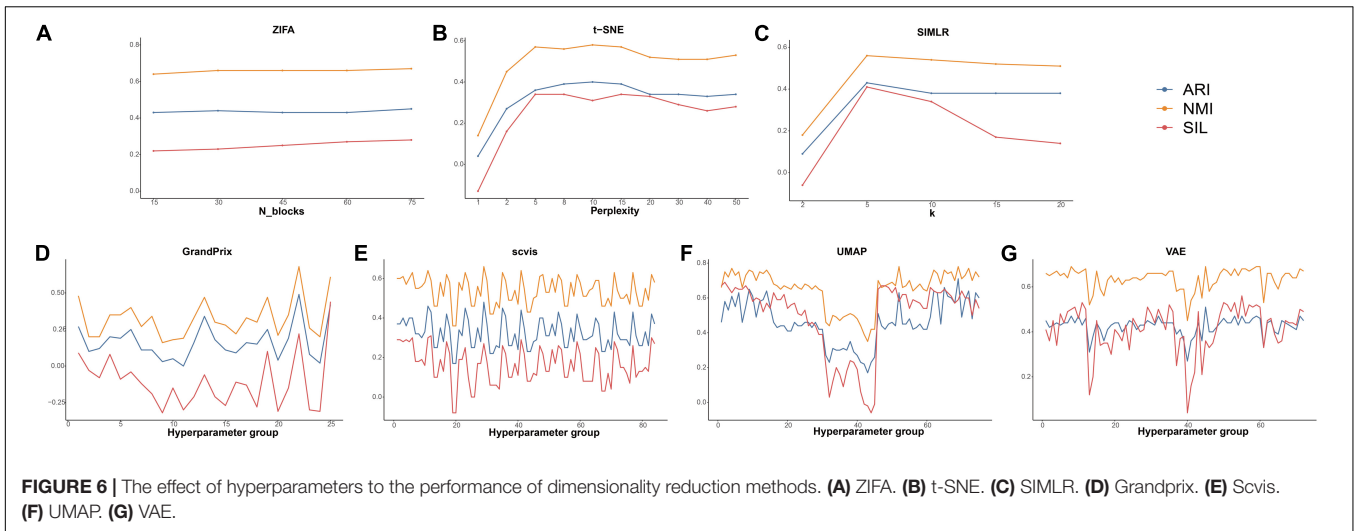 A
ZIFA
0.8
0.6
0.4
0.2
0.0
15 30 45 60 75
N_blocks
B
t−SNE
0.6
0.4
0.2
0.0
1 2 5 8 10 15 20 30 40 50
Perplexity
C
SIMLR
0.6
0.4
0.2
0.0
2 5 10 15 20
k
ARI
NMI
SIL
D
GrandPrix
0.50
0.25
0.00
−0.25
0 5 10 15 20 25
Hyperparameter group
E
scvis
0.6
0.4
0.2
0.0
0 20 40 60 80
Hyperparameter group
F
UMAP
0.8
0.6
0.4
0.2
0.0
0 20 40 60
Hyperparameter group
G
VAE
0.6
0.4
0.2
0 20 40 60
Hyperparameter group
FIGURE 6 | The effect of hyperparameters to the performance of dimensionality reduction methods. (A) ZIFA. (B) t-SNE. (C) SIMLR. (D) Grandprix. (E) Scvis.
(F) UMAP. (G) VAE.